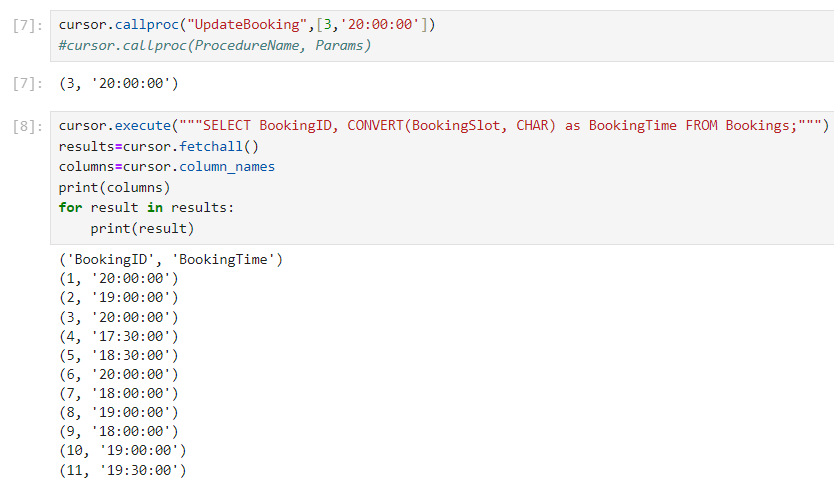 [7]: cursor.callproc("UpdateBooking",[3,'20:00:00'])
#cursor.callproc(ProcedureName, Params)
[7]: (3, '20:00:00')
[8]: cursor.execute("""SELECT BookingID, CONVERT(BookingSlot, CHAR) as BookingTime FROM Bookings;""")
results=cursor.fetchall()
columns=cursor.column_names
print(columns)
for result in results:
    print(result)
('BookingID', 'BookingTime')
(1, '20:00:00')
(2, '19:00:00')
(3, '20:00:00')
(4, '17:30:00')
(5, '18:30:00')
(6, '20:00:00')
(7, '18:00:00')
(8, '19:00:00')
(9, '18:00:00')
(10, '19:00:00')
(11, '19:30:00')